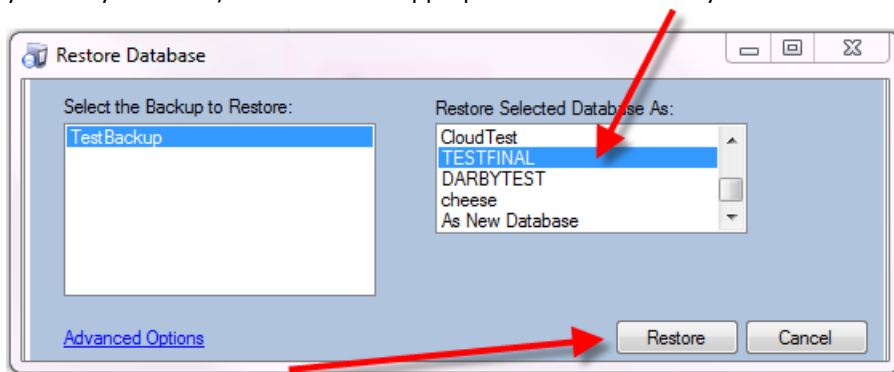 Restore Database
Select the Backup to Restore:
TestBackup
Restore Selected Database As:
CloudTest
TESTFINAL
DARBYTEST
cheese
As New Database
Advanced Options
Restore
Cancel